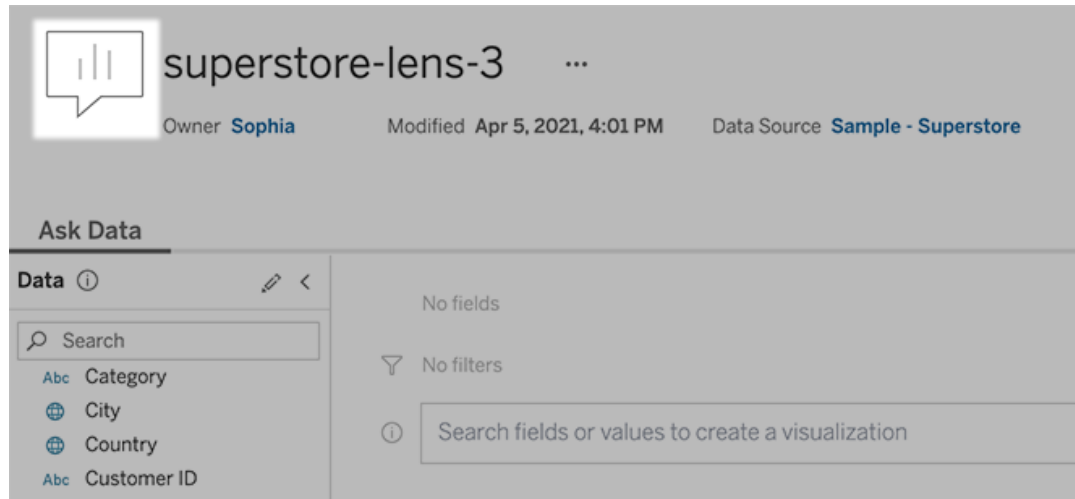 superstore-lens-3 ...
Owner Sophia Modified Apr 5, 2021, 4:01 PM Data Source Sample - Superstore
Ask Data
Data
Search
Abc Category
City
Country
Abc Customer ID
No fields
No filters
Search fields or values to create a visualization